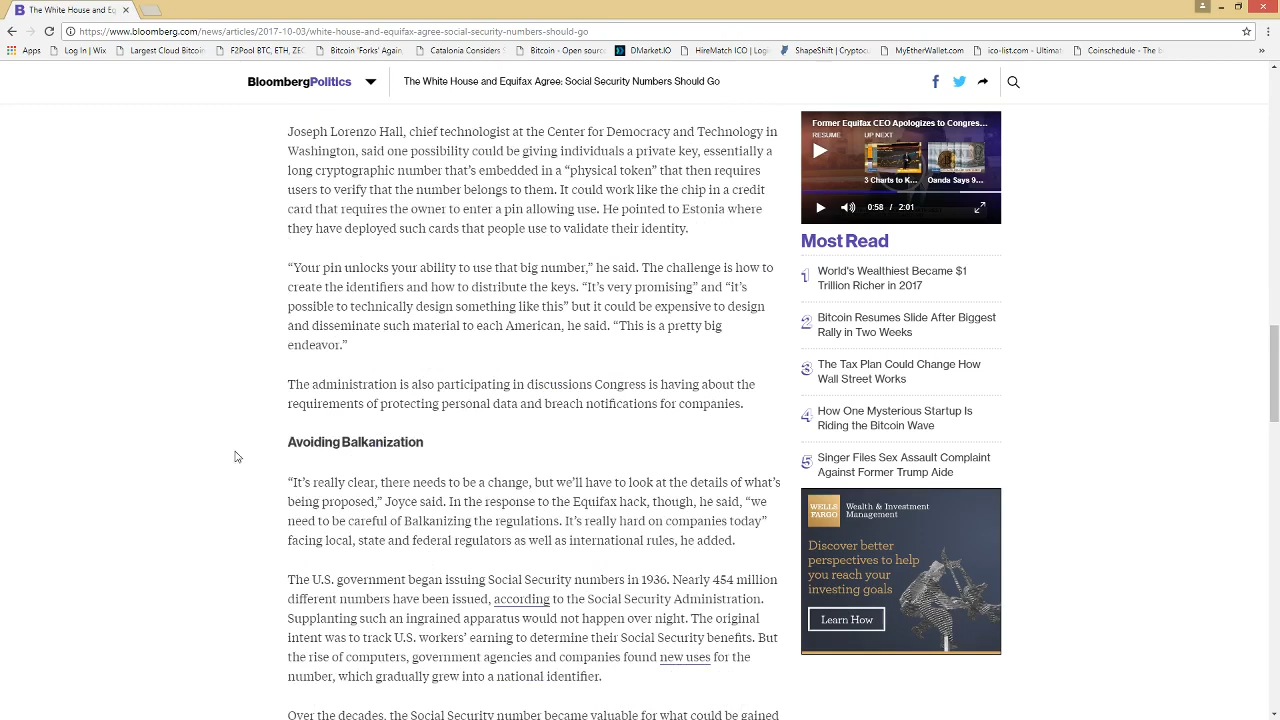 The White House and Eq
https://www.bloomberg.com/news/articles/2017-10-03/white-house-and-equifax-agree-social-security-numbers-should-go
Apps
Log In | Wix
Largest Cloud Bitcoin
F2Pool BTC, ETH, ZEC
Bitcoin 'Forks' Again
Carolina Considers S
Bitcoin - Open sourc
DMarket.IO
HeroTech ICO | Logi
ShapeShift | Cryptoc
MyEtherWallet.com
ico-list.com - Ultimat
Coinschedule - The b
BloombergPolitics
The White House and Equifax Agree: Social Security Numbers Should Go
Joseph Lorenzo Hall, chief technologist at the Center for Democracy and Technology in
Washington, said one possibility could be giving individuals a private key, essentially a
long cryptographic number that's embedded in a “physical token” that then requires
users to verify that the number belongs to them. It could work like the chip in a credit
card that requires the owner to enter a pin allowing use. He pointed to Estonia where
they have deployed such cards that people use to validate their identity.
“Your pin unlocks your ability to use that big number,” he said. The challenge is how to
create the identifiers and how to distribute the keys. “It's very promising” and “it's
possible to technically design something like this” but it could be expensive to design
and disseminate such material to each American, he said. “This is a pretty big
endeavor.”
The administration is also participating in discussions Congress is having about the
requirements of protecting personal data and breach notifications for companies.
Avoiding Balkanization
“It's really clear, there needs to be a change, but we'll have to look at the details of what's
being proposed,” Joyce said. In the response to the Equifax hack, though, he said, “we
need to be careful of Balkanizing the regulations. It's really hard on companies today”
facing local, state and federal regulators as well as international rules, he added.
The U.S. government began issuing Social Security numbers in 1936. Nearly 454 million
different numbers have been issued, according to the Social Security Administration.
Supplanting such an ingrained apparatus would not happen over night. The original
intent was to track U.S. workers' earning to determine their Social Security benefits. But
the rise of computers, government agencies and companies found new uses for the
number, which gradually grew into a national identifier.
Over the decades, the Social Security number became valuable for what could be gained
Former Equifax CEO Apologizes to Congres...
RESUME
UP NEXT
3 Charts to K...
Oanda Says 9...
0:58 / 2:01
Most Read
1 World's Wealthiest Became $1
Trillion Richer in 2017
2 Bitcoin Resumes Slide After Biggest
Rally in Two Weeks
3 The Tax Plan Could Change How
Wall Street Works
4 How One Mysterious Startup Is
Riding the Bitcoin Wave
5 Singer Files Sex Assault Complaint
Against Former Trump Aide
WELLS
FARGO
Wealth & Investment
Management
Discover better
perspectives to help
you reach your
investing goals
Learn How